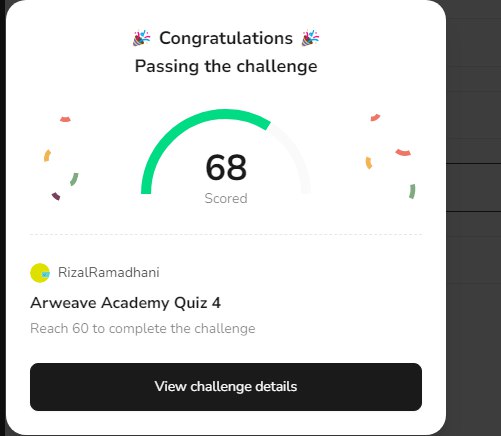 🎉 Congratulations 🎉
Passing the challenge
68
Scored
RizalRamadhani
Arweave Academy Quiz 4
Reach 60 to complete the challenge
View challenge details